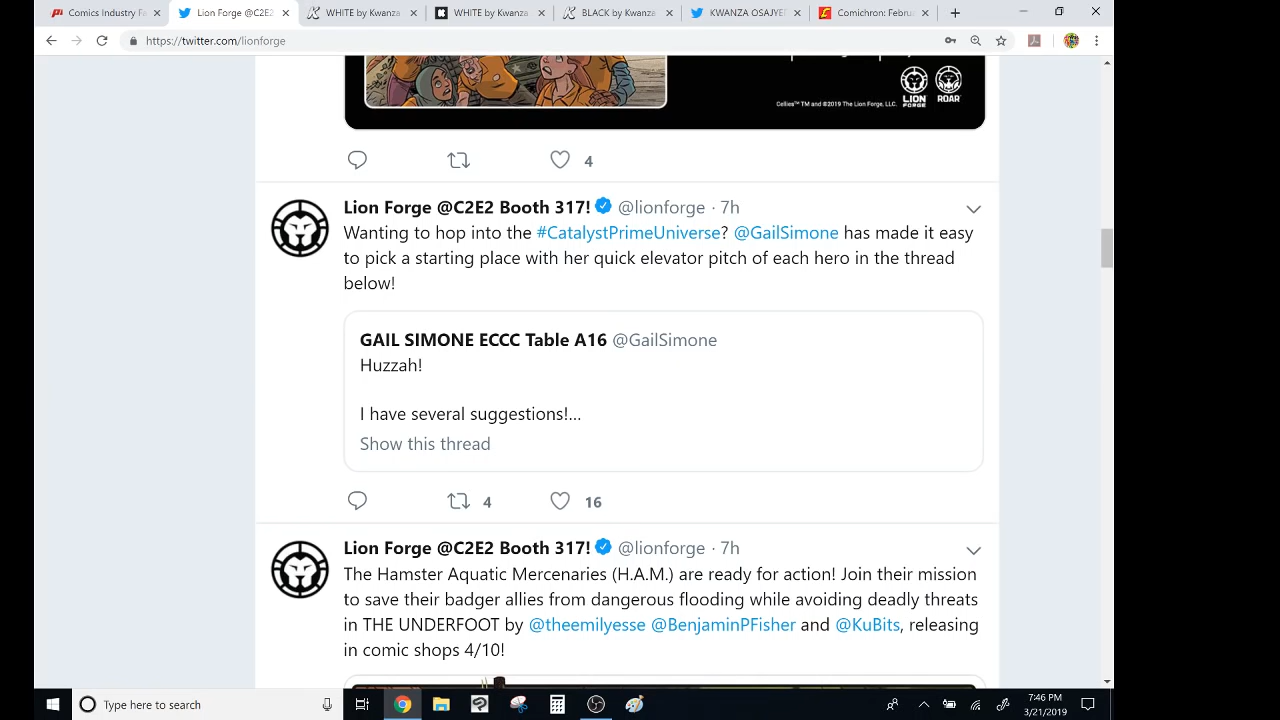 Comics Industry Fa
Lion Forge @C2E2
WHITE by Kwanza
WHITE by Kwanza
BLACK by Kwanza
KWANZA OSAJYEF
Comichron: Februa
https://twitter.com/lionforge
LION FORGE
ROAR
Cellies™ TM and ©2019 The Lion Forge, LLC.
4
Lion Forge @C2E2 Booth 317! @lionforge · 7h
Wanting to hop into the #CatalystPrimeUniverse? @GailSimone has made it easy
to pick a starting place with her quick elevator pitch of each hero in the thread
below!
GAIL SIMONE ECCC Table A16 @GailSimone
Huzzah!
I have several suggestions!...
Show this thread
4 16
Lion Forge @C2E2 Booth 317! @lionforge · 7h
The Hamster Aquatic Mercenaries (H.A.M.) are ready for action! Join their mission
to save their badger allies from dangerous flooding while avoiding deadly threats
in THE UNDERFOOT by @theemilyesse @BenjaminPFisher and @KuBits, releasing
in comic shops 4/10!
Type here to search
7:46 PM
3/21/2019